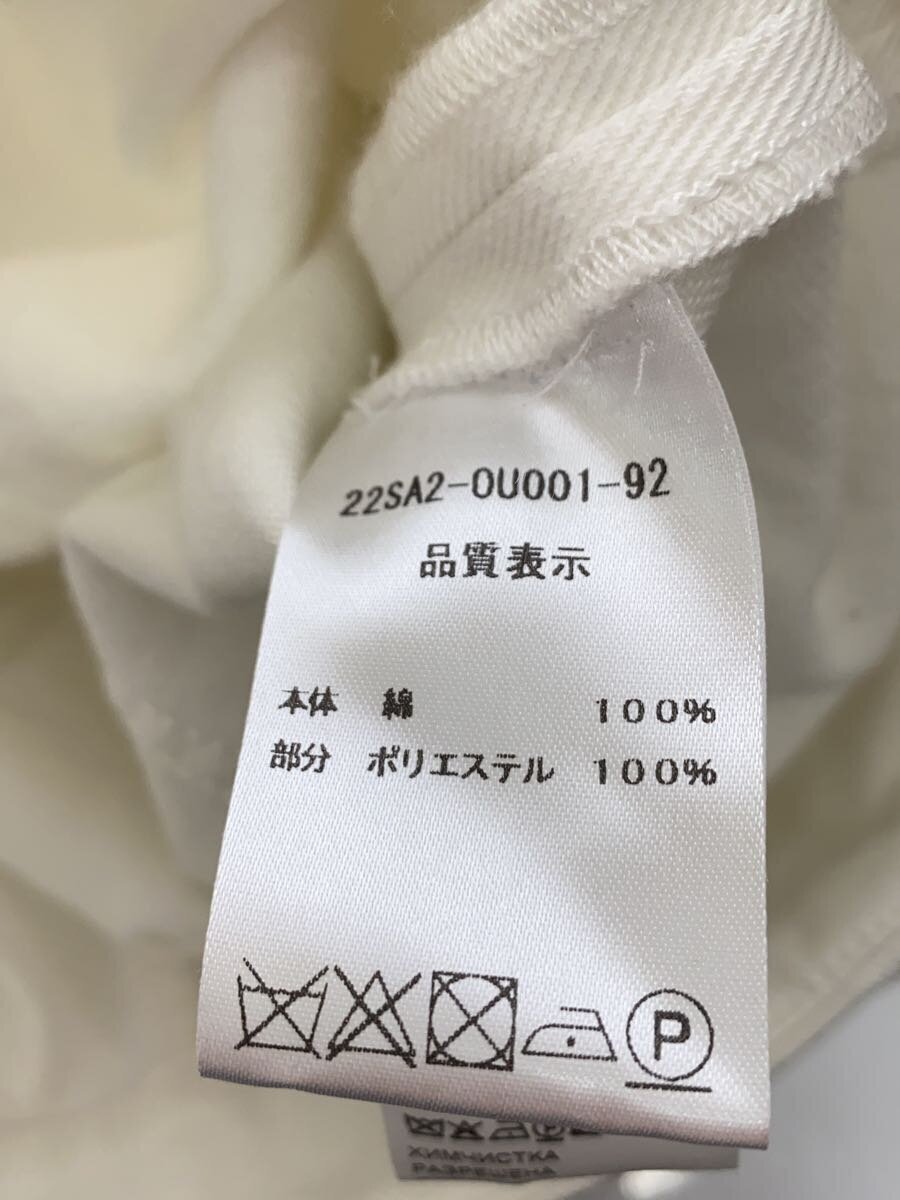 22SA2-0U001-92
品質表示
本体 綿 100%
部分 ポリエステル 100%
P
ХИМЧИСТКА
РАЗРЕШЕНА